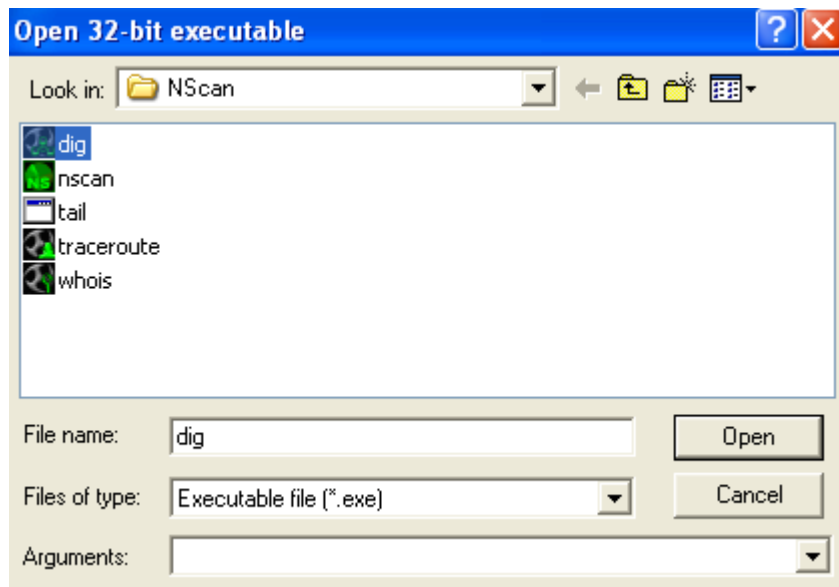 Open 32-bit executable
Look in: NScan
dig
nscan
tail
traceroute
whois
File name: dig Open
Files of type: Executable file (*.exe) Cancel
Arguments: